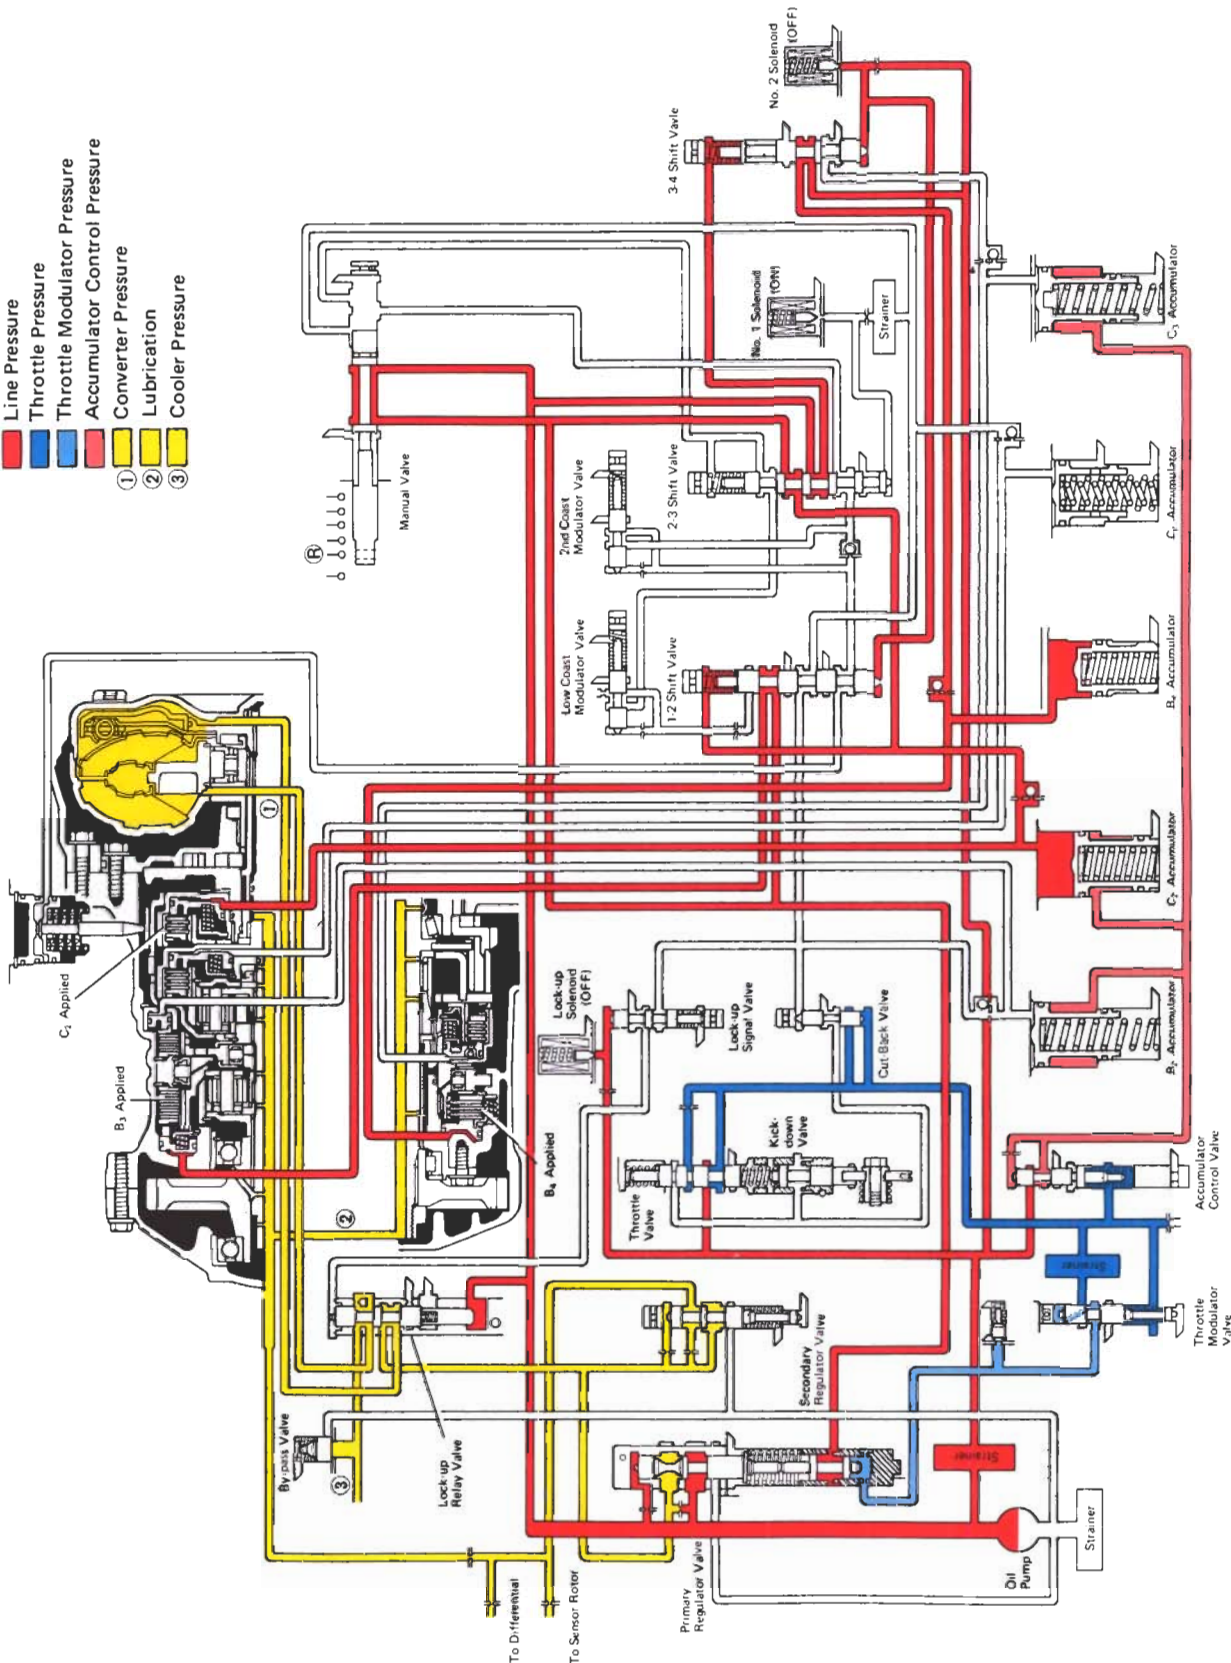 Line Pressure
Throttle Pressure
Throttle Modulator Pressure
Accumulator Control Pressure
① Converter Pressure
② Lubrication
③ Cooler Pressure
No. 2 Solenoid
(OFF)
3-4 Shift Vavle
No. 1 Solenoid
(ON)
Strainer
C₃ Accumulator
Manual Valve
Ⓡ
2nd Coast
Modulator Valve
2-3 Shift Valve
Accumulator
Low Coast
Modulator Valve
1-2 Shift Valve
B₄ Accumulator
①
C₂ Applied
B₃ Applied
C₂ Accumulator
Lock-up
Solenoid
(OFF)
Lock-up
Signal Valve
Cut-Back Valve
B₂ Accumulator
B₄ Applied
②
Throttle
Valve
Kick-
down
Valve
Accumulator
Control Valve
Strainer
Throttle
Modulator
Valve
Secondary
Regulator Valve
By-pass Valve
③
Lock-up
Relay Valve
Strainer
Primary
Regulator Valve
Oil
Pump
Strainer
To Differential
To Sensor Rotor